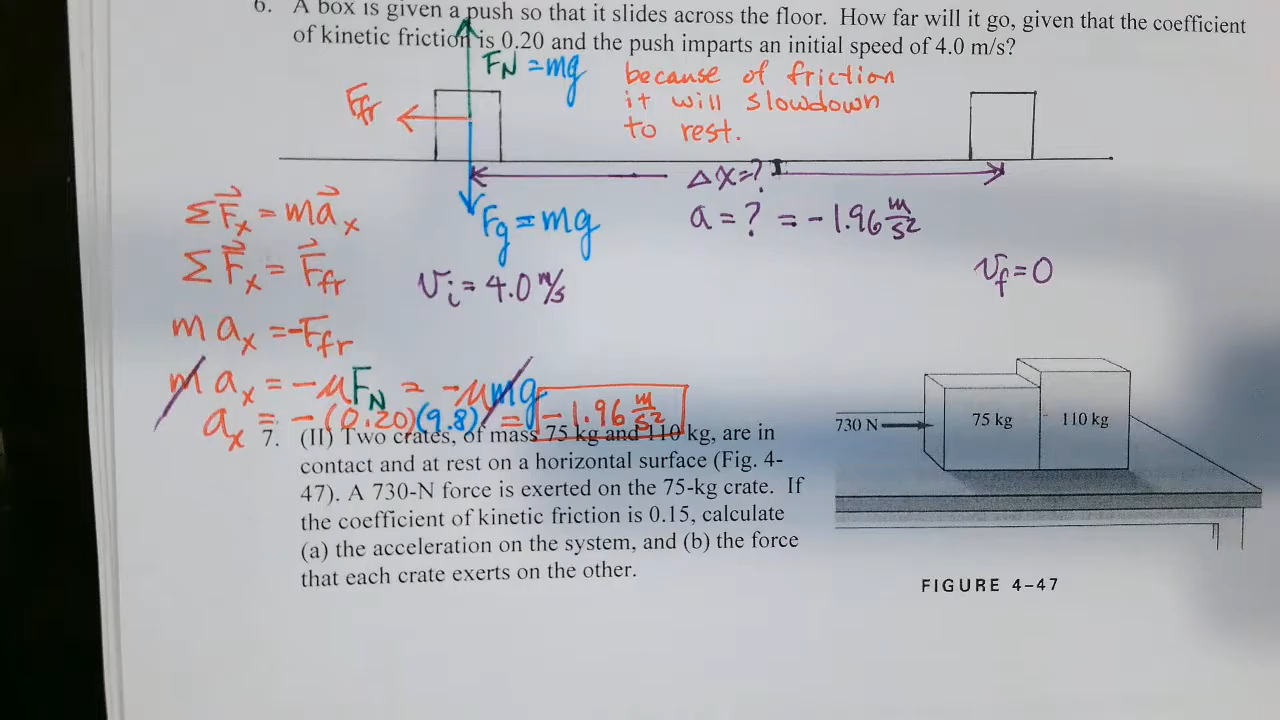 6. A box is given a push so that it slides across the floor. How far will it go, given that the coefficient
of kinetic friction is 0.20 and the push imparts an initial speed of 4.0 m/s?
FN = mg
because of friction
it will slowdown
to rest.
Ffr
Δx=?
ΣF⃗x = ma⃗x
Fg = mg
a = ? = -1.96 m/s2
ΣF⃗x = F⃗fr
vi = 4.0 m/s
vf = 0
m ax = -Ffr
m ax = -μFN = -μmg
ax = -(0.20)(9.8) = -1.96 m/s2
7. (II) Two crates, of mass 75 kg and 110 kg, are in
contact and at rest on a horizontal surface (Fig. 4-
47). A 730-N force is exerted on the 75-kg crate. If
the coefficient of kinetic friction is 0.15, calculate
(a) the acceleration on the system, and (b) the force
that each crate exerts on the other.
730 N
75 kg
110 kg
FIGURE 4-47